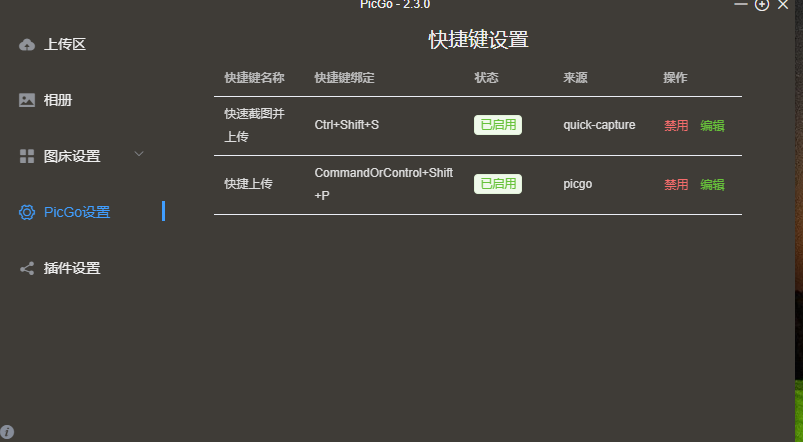 PicGo - 2.3.0
上传区
相册
图床设置
PicGo设置
插件设置
快捷键设置
快捷键名称 快捷键绑定 状态 来源 操作
快速截图并
上传
Ctrl+Shift+S 已启用 quick-capture 禁用 编辑
快捷上传
CommandOrControl+Shift
+P
已启用 picgo 禁用 编辑